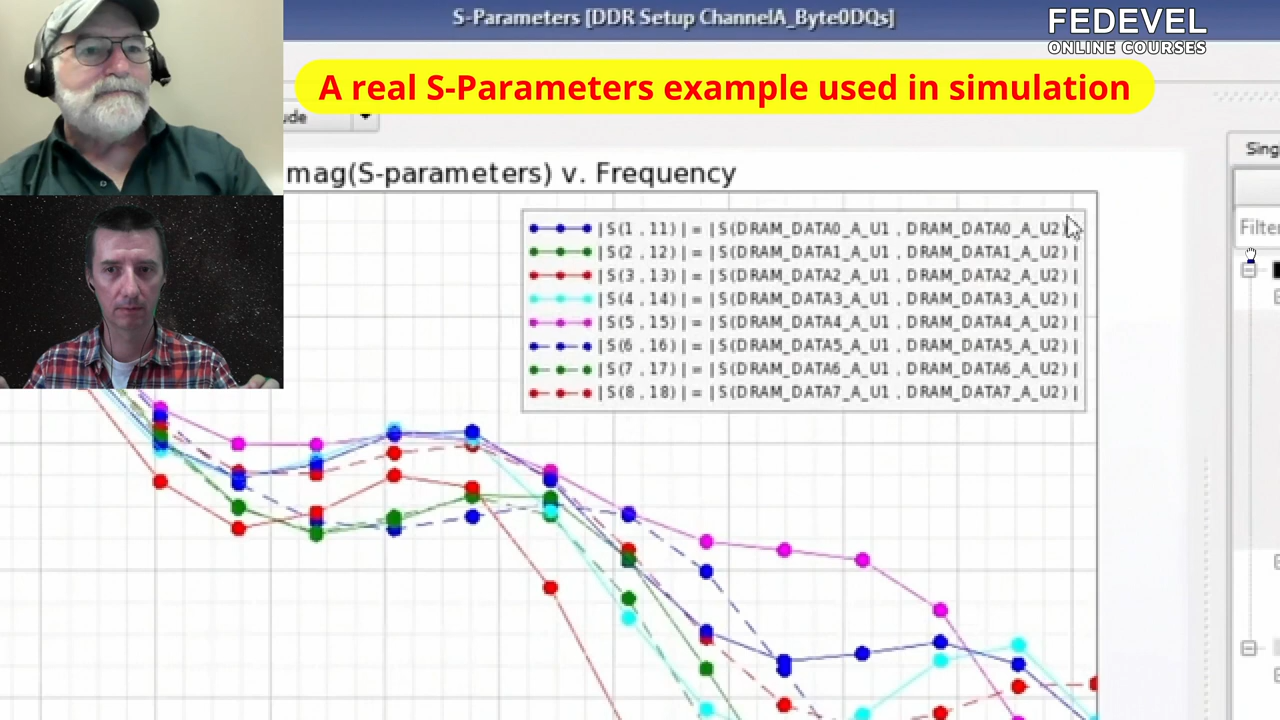 S-Parameters [DDR Setup ChannelA_Byte0DQs]
FEDEVEL
ONLINE COURSES
A real S-Parameters example used in simulation
ude
Sing
mag(S-parameters) v. Frequency
Filter
|S(1 , 11)| = |S(DRAM_DATA0_A_U1 , DRAM_DATA0_A_U2)|
|S(2 , 12)| = |S(DRAM_DATA1_A_U1 , DRAM_DATA1_A_U2)|
|S(3 , 13)| = |S(DRAM_DATA2_A_U1 , DRAM_DATA2_A_U2)|
|S(4 , 14)| = |S(DRAM_DATA3_A_U1 , DRAM_DATA3_A_U2)|
|S(5 , 15)| = |S(DRAM_DATA4_A_U1 , DRAM_DATA4_A_U2)|
|S(6 , 16)| = |S(DRAM_DATA5_A_U1 , DRAM_DATA5_A_U2)|
|S(7 , 17)| = |S(DRAM_DATA6_A_U1 , DRAM_DATA6_A_U2)|
|S(8 , 18)| = |S(DRAM_DATA7_A_U1 , DRAM_DATA7_A_U2)|